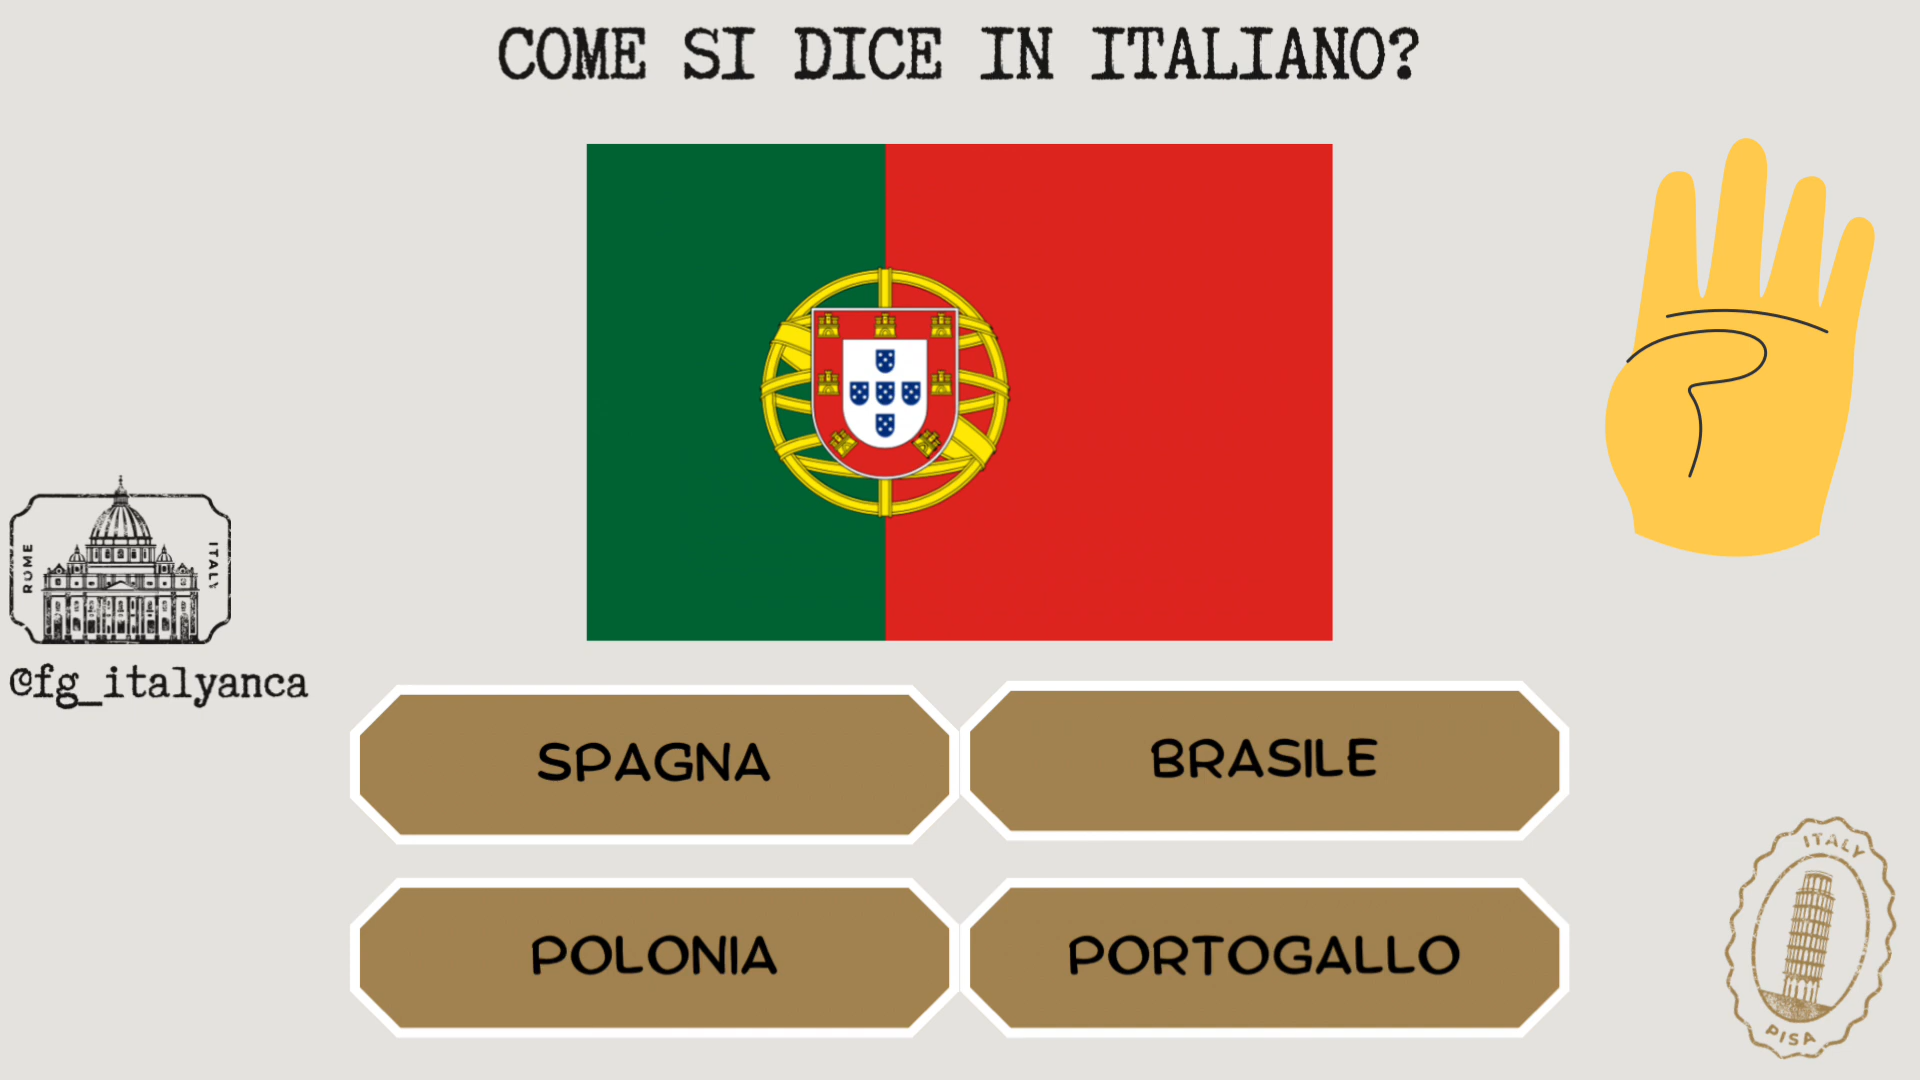 COME SI DICE IN ITALIANO?
ROME
ITALY
@fg_italyanca
SPAGNA
BRASILE
POLONIA
PORTOGALLO
ITALY
PISA